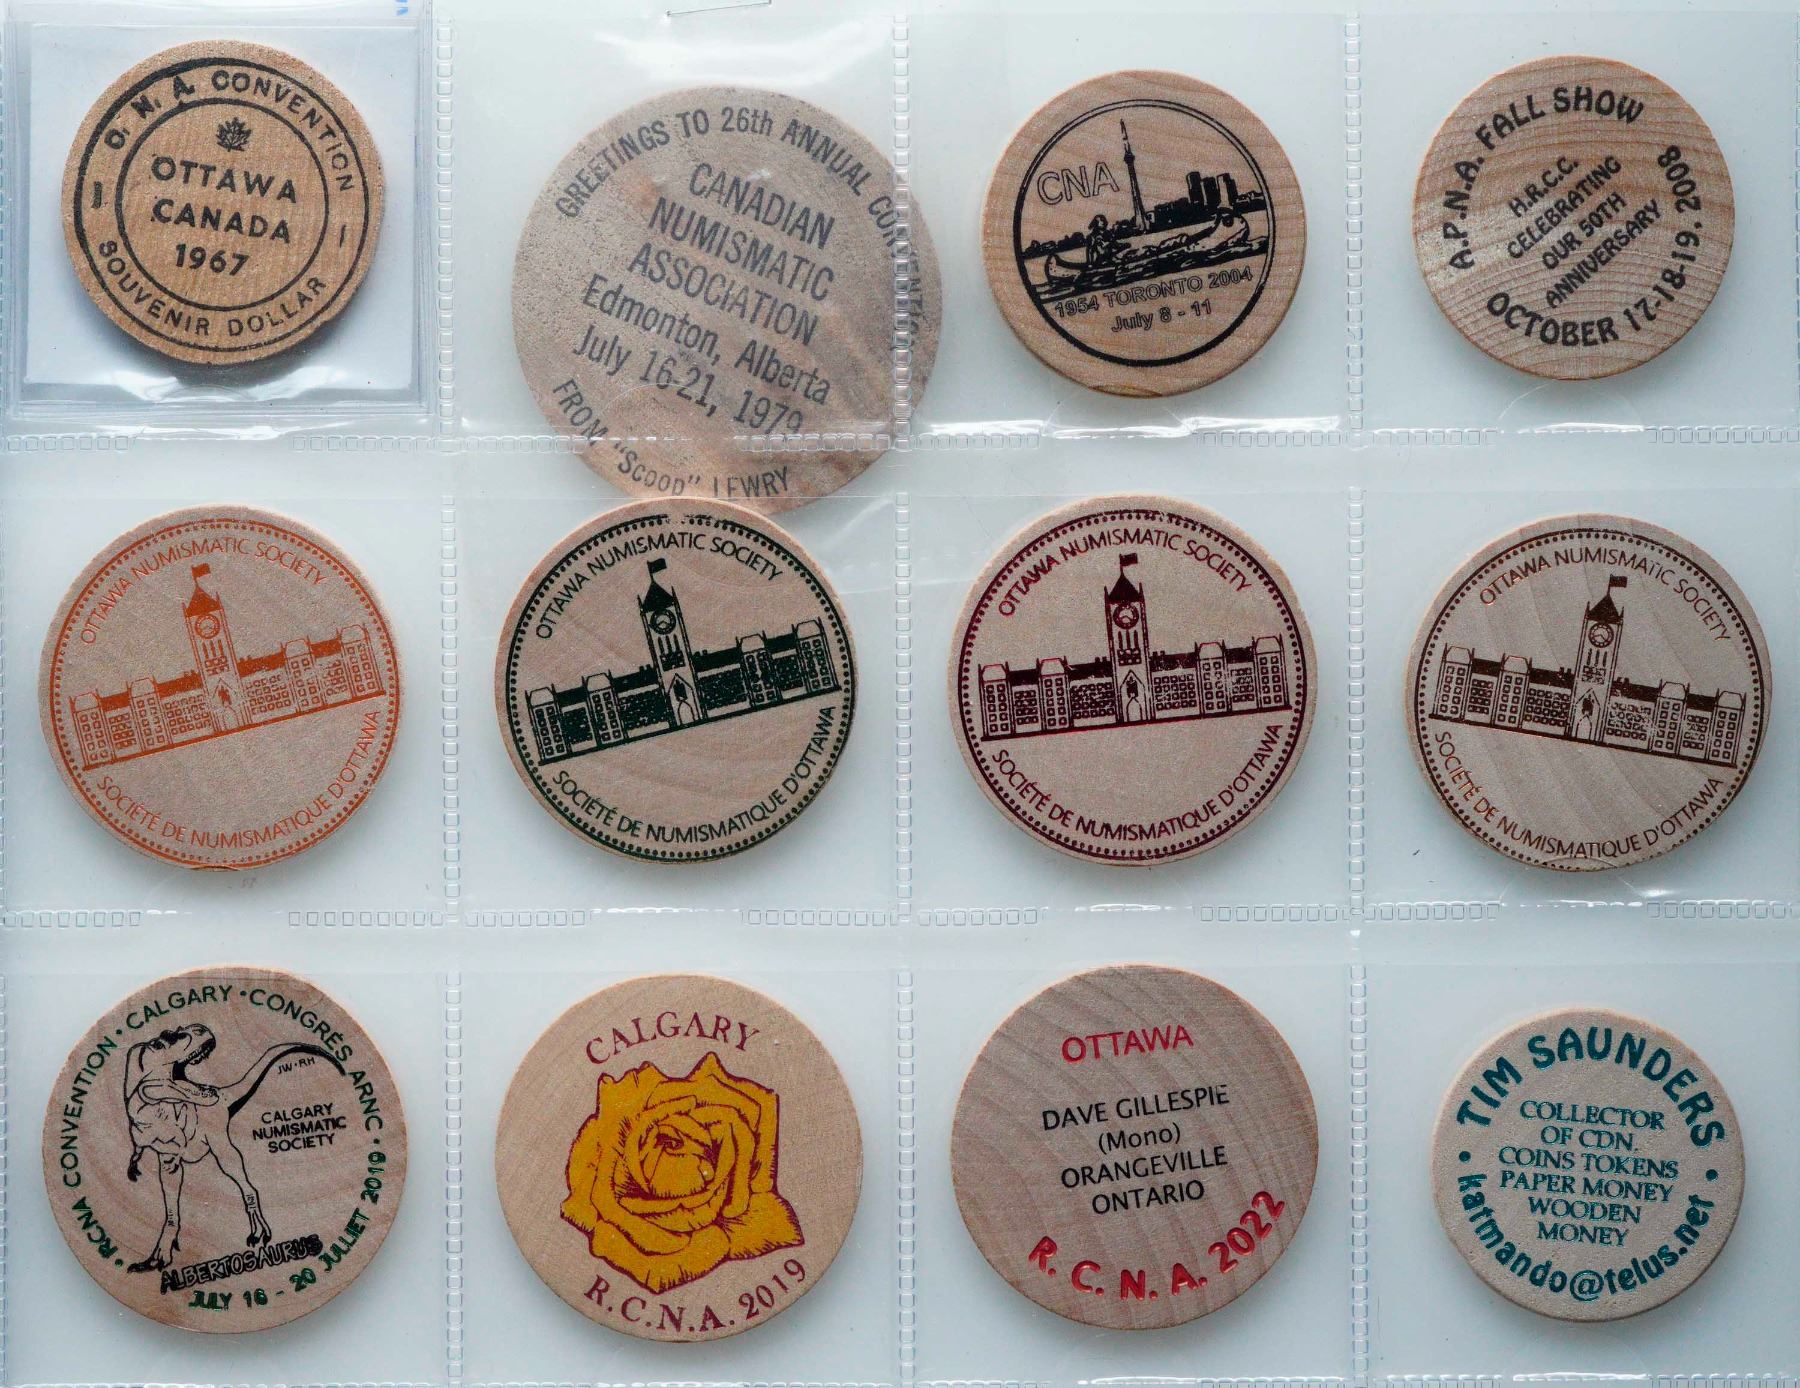 C. N. A. CONVENTION
OTTAWA
CANADA
1967
SOUVENIR DOLLAR
GREETINGS TO 26th ANNUAL CONVENTION
CANADIAN
NUMISMATIC
ASSOCIATION
Edmonton, Alberta
July 16-21, 1979
FROM "Scoop" LEWRY
CNA
1954 TORONTO 2004
July 8 - 11
A.P.N.A. FALL SHOW
H.R.C.C.
CELEBRATING
OUR 50TH
ANNIVERSARY
OCTOBER 17-18-19, 2008
OTTAWA NUMISMATIC SOCIETY
SOCIÉTÉ DE NUMISMATIQUE D'OTTAWA
OTTAWA NUMISMATIC SOCIETY
SOCIÉTÉ DE NUMISMATIQUE D'OTTAWA
OTTAWA NUMISMATIC SOCIETY
SOCIÉTÉ DE NUMISMATIQUE D'OTTAWA
OTTAWA NUMISMATIC SOCIETY
SOCIÉTÉ DE NUMISMATIQUE D'OTTAWA
• RCNA CONVENTION • CALGARY • CONGRÉS ARNC •
JW•RH
CALGARY
NUMISMATIC
SOCIETY
ALBERTOSAURUS
JULY 16 - 20 JUILLET 2019
CALGARY
R.C.N.A. 2019
OTTAWA
DAVE GILLESPIE
(Mono)
ORANGEVILLE
ONTARIO
R. C. N. A. 2022
• TIM SAUNDERS •
COLLECTOR
OF CDN.
COINS TOKENS
PAPER MONEY
WOODEN
MONEY
katmando@telus.net